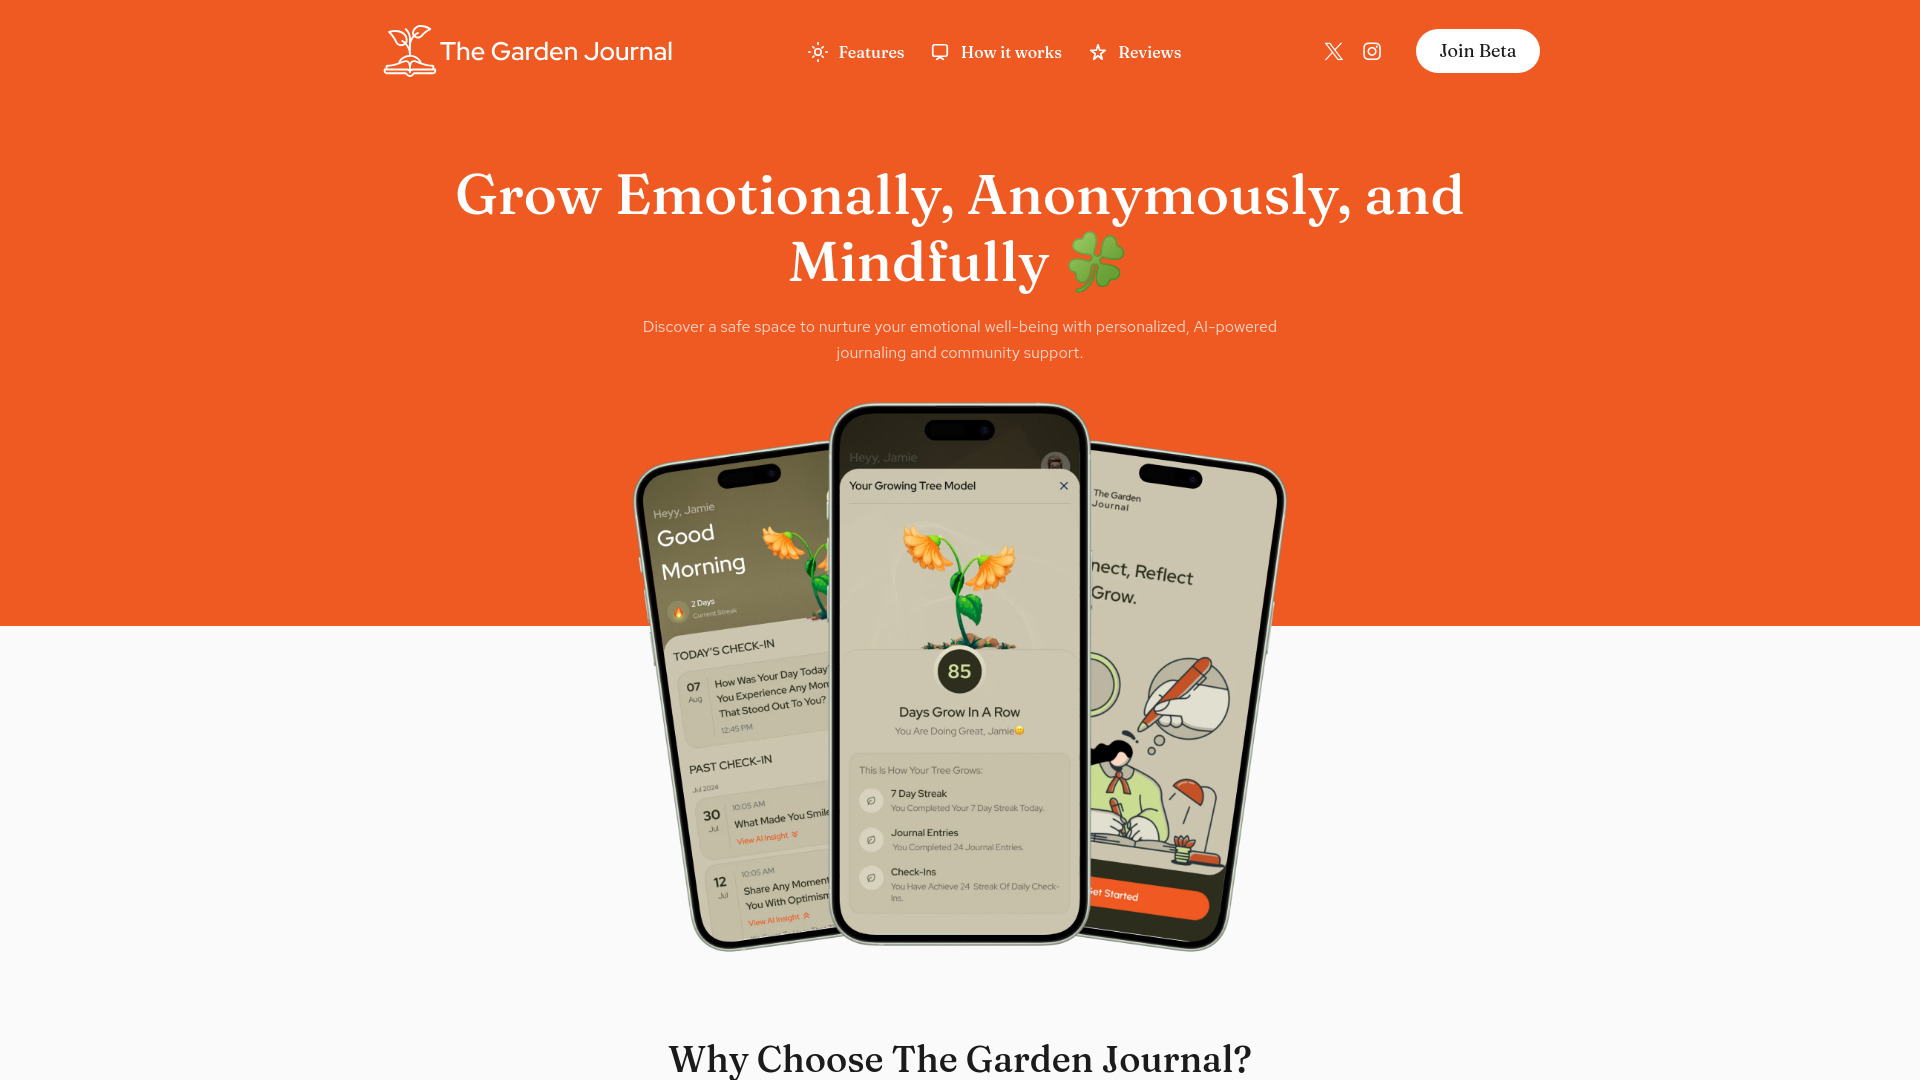 The Garden Journal
Features
How it works
Reviews
Join Beta
Grow Emotionally, Anonymously, and
Mindfully 🍀
Discover a safe space to nurture your emotional well-being with personalized, AI-powered
journaling and community support.
Heyy, Jamie
Good
Morning
2 Days
Current Streak
TODAY'S CHECK-IN
07
Aug
How Was Your Day Today
You Experience Any Mom
That Stood Out To You?
12:45 PM
PAST CHECK-IN
Jul 2024
30
Jul
10:05 AM
What Made You Smile
View AI Insight
12
Jul
10:05 AM
Share Any Moment
You With Optimism
View AI Insight
Heyy, Jamie
Your Growing Tree Model
85
Days Grow In A Row
You Are Doing Great, Jamie
This Is How Your Tree Grows:
7 Day Streak
You Completed Your 7 Day Streak Today.
Journal Entries
You Completed 24 Journal Entries.
Check-Ins
You Have Achieve 24 Streak Of Daily Check-
Ins.
The Garden
Journal
nect, Reflect
Grow.
Get Started
Why Choose The Garden Journal?